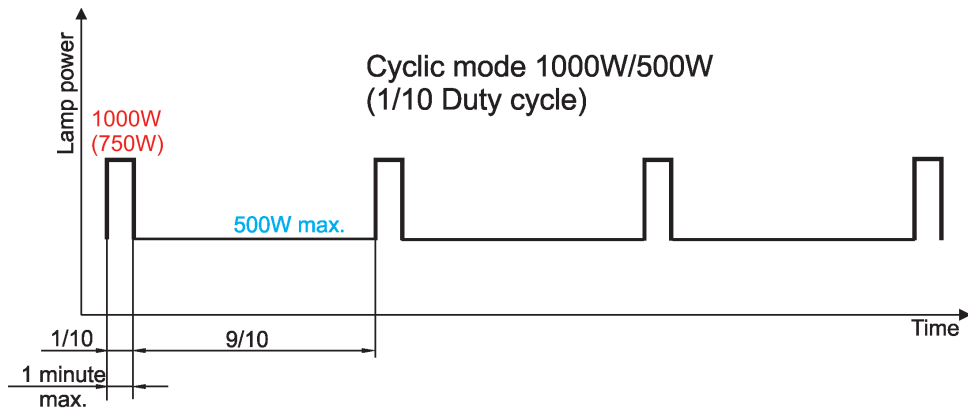 Lamp power
Cyclic mode 1000W/500W
(1/10 Duty cycle)
1000W
(750W)
500W max.
Time
1/10
9/10
1 minute
max.